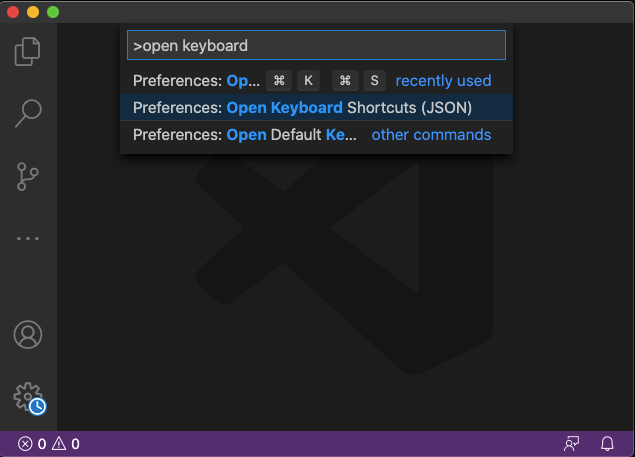 >open keyboard
Preferences: Op... ⌘ K ⌘ S recently used
Preferences: Open Keyboard Shortcuts (JSON)
Preferences: Open Default Ke... other commands
0 0